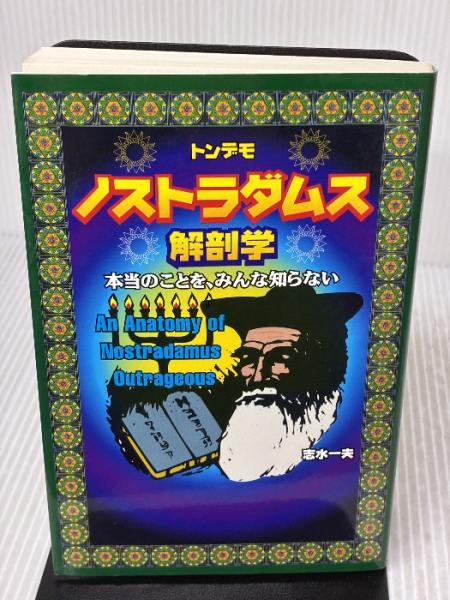 トンデモ
ノストラダムス
解剖学
本当のことを、みんな知らない
An Anatomy of
Nostradamus
Outrageous
志水一夫